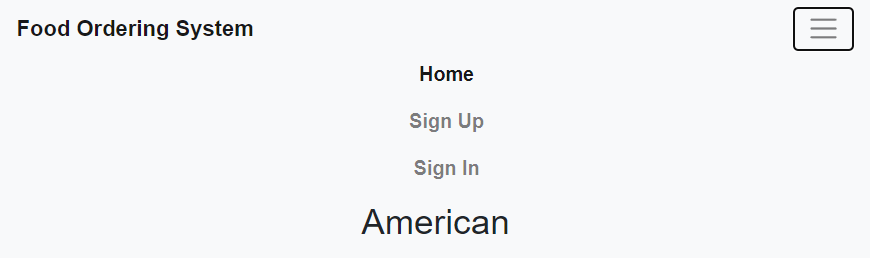 Food Ordering System
Home
Sign Up
Sign In
American